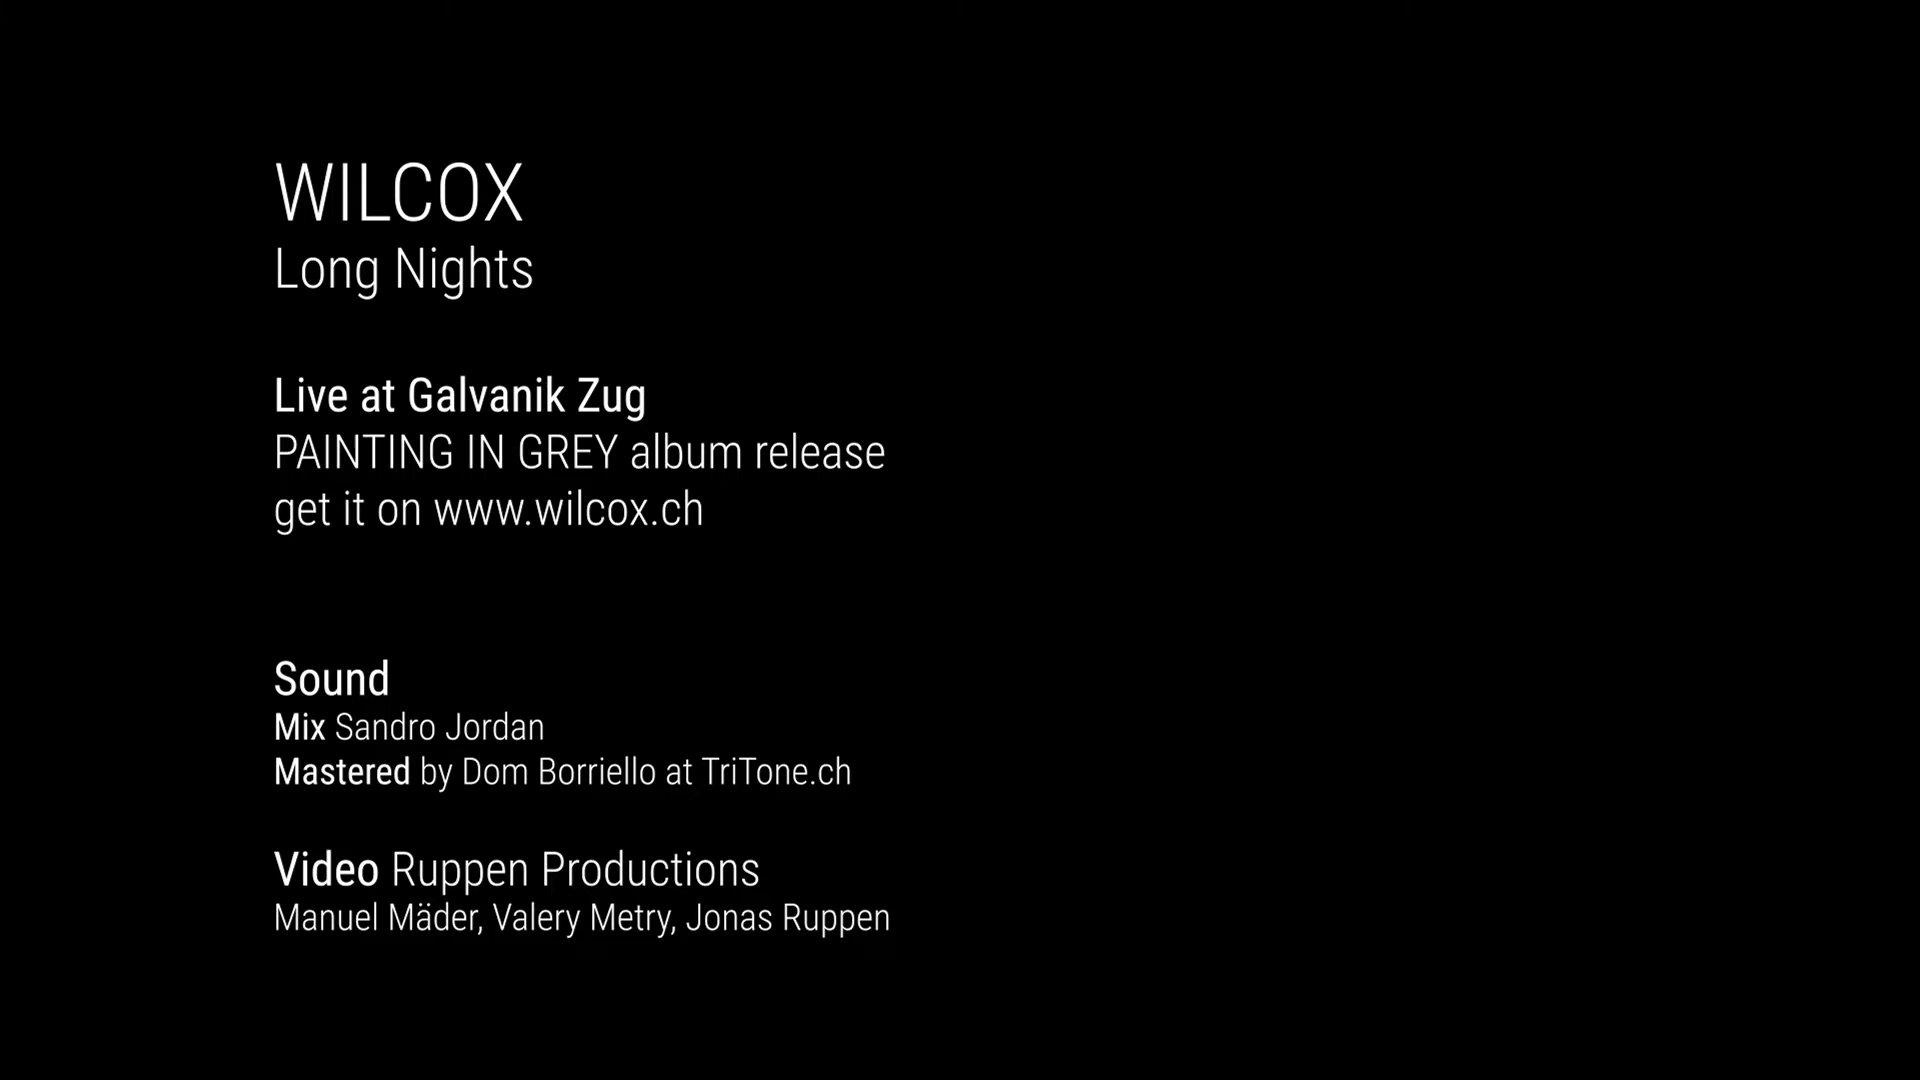 WILCOX
Long Nights
Live at Galvanik Zug
PAINTING IN GREY album release
get it on www.wilcox.ch
Sound
Mix Sandro Jordan
Mastered by Dom Borriello at TriTone.ch
Video Ruppen Productions
Manuel Mäder, Valery Metry, Jonas Ruppen